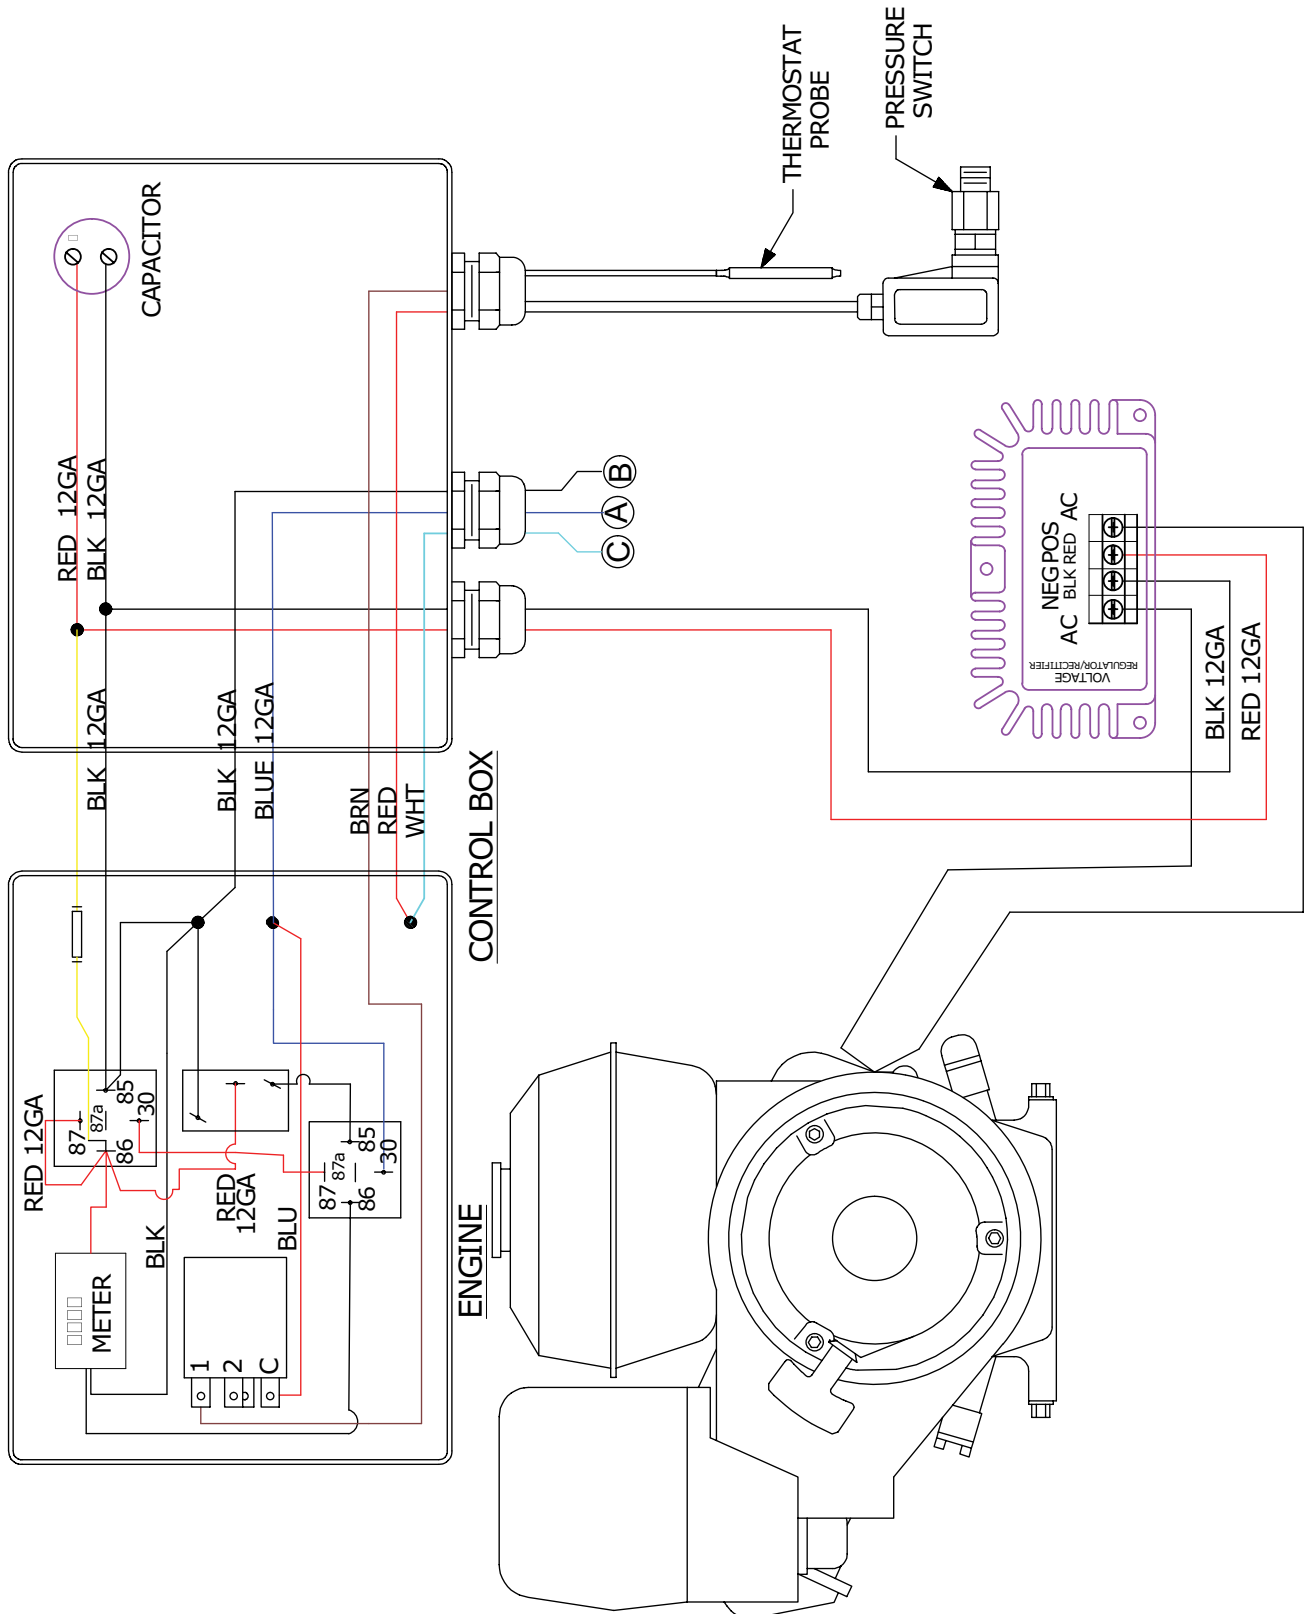 CAPACITOR
THERMOSTAT
PROBE
PRESSURE
SWITCH
RED 12GA
BLK 12GA
BLK 12GA
BLK 12GA
BLUE 12GA
BRN
RED
WHT
CONTROL BOX
B
A
C
AC
NEG
POS
AC
BLK
RED
VOLTAGE
REGULATOR/RECITIFIER
BLK 12GA
RED 12GA
RED 12GA
87
87a
85
86
30
RED
12GA
BLK
BLU
87
87a
85
86
30
METER
1
2
C
ENGINE